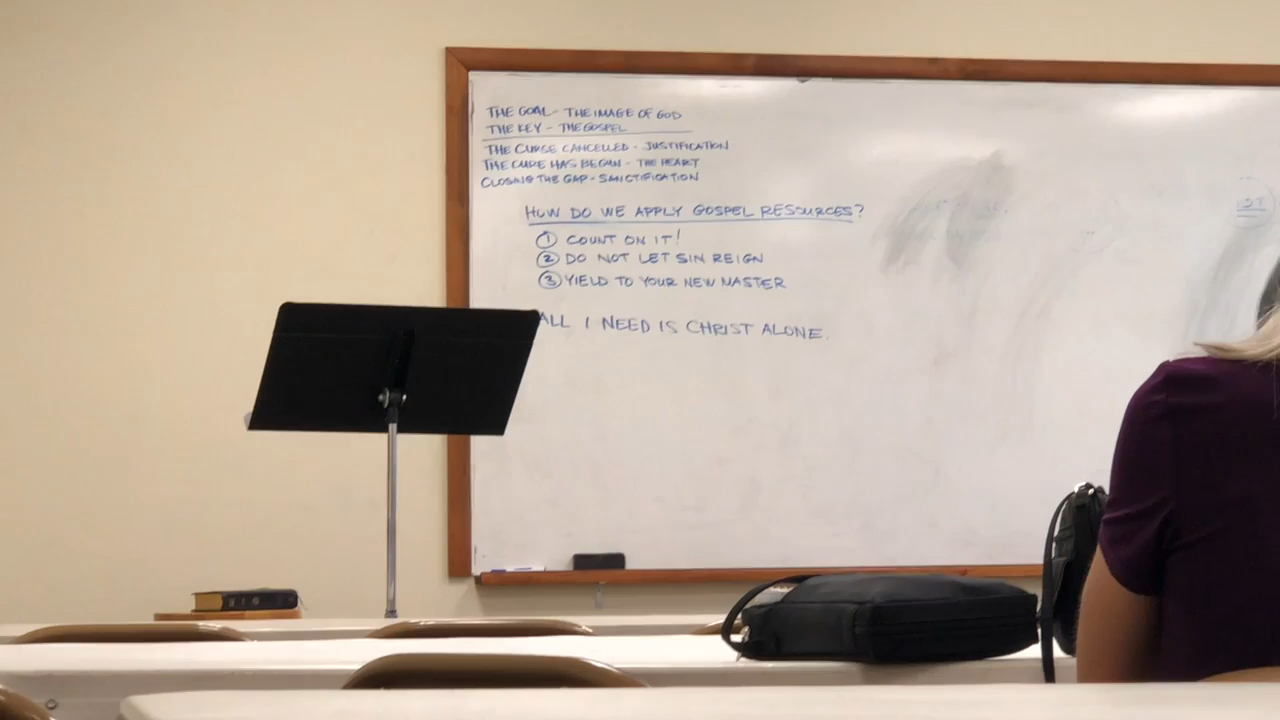 THE GOAL - THE IMAGE OF GOD
THE KEY - THE GOSPEL
THE CURSE CANCELLED - JUSTIFICATION
THE CURE HAS BEGUN - THE HEART
CLOSING THE GAP - SANCTIFICATION
HOW DO WE APPLY GOSPEL RESOURCES?
① COUNT ON IT!
② DO NOT LET SIN REIGN
③ YIELD TO YOUR NEW MASTER
ALL I NEED IS CHRIST ALONE.